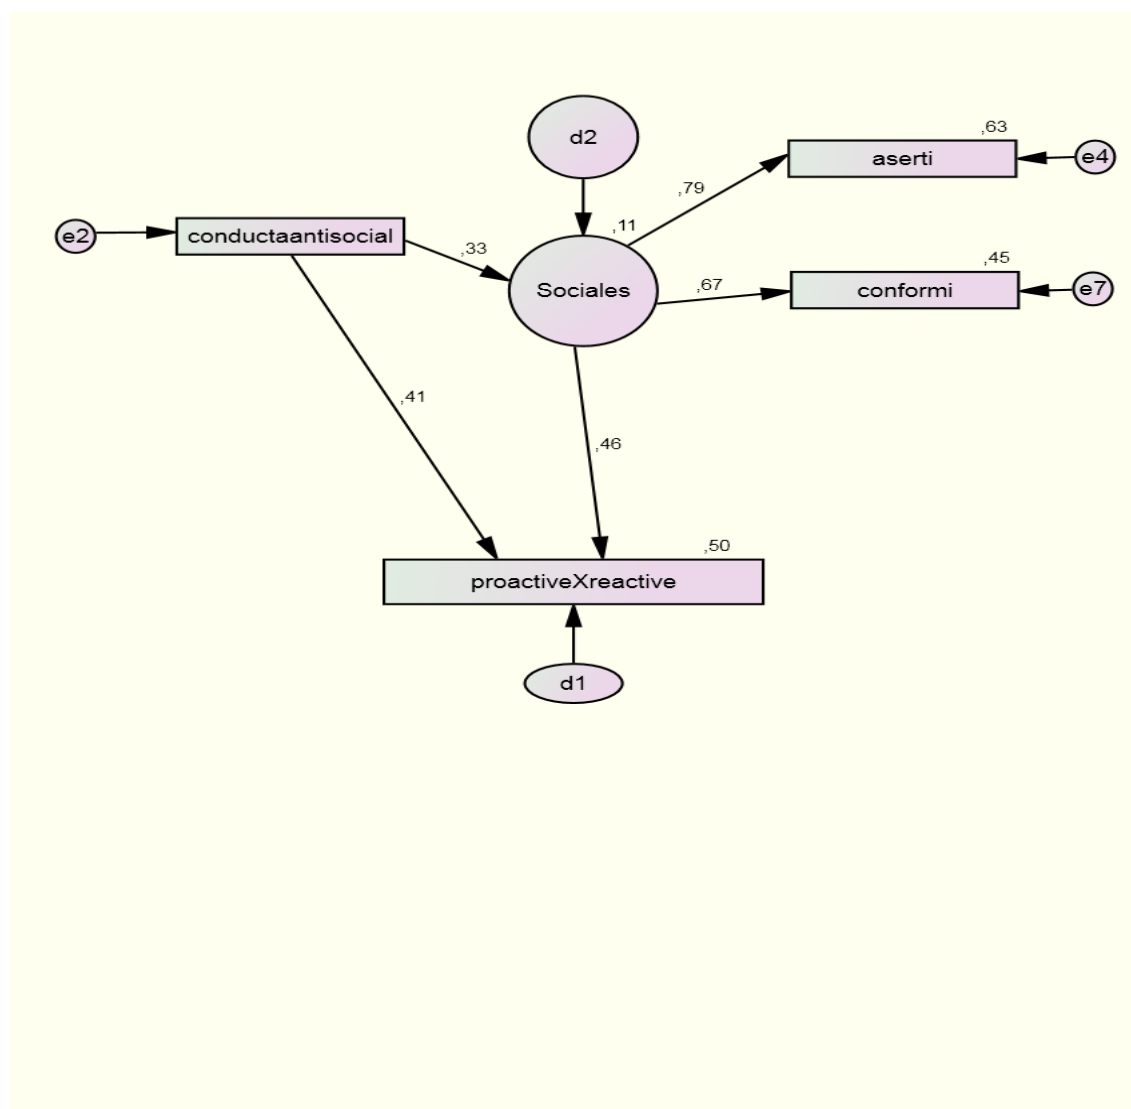 d2
,63
aserti
e4
,79
,11
e2
conductaantisocial
,33
Sociales
,45
conformi
e7
,67
,41
,46
,50
proactiveXreactive
d1